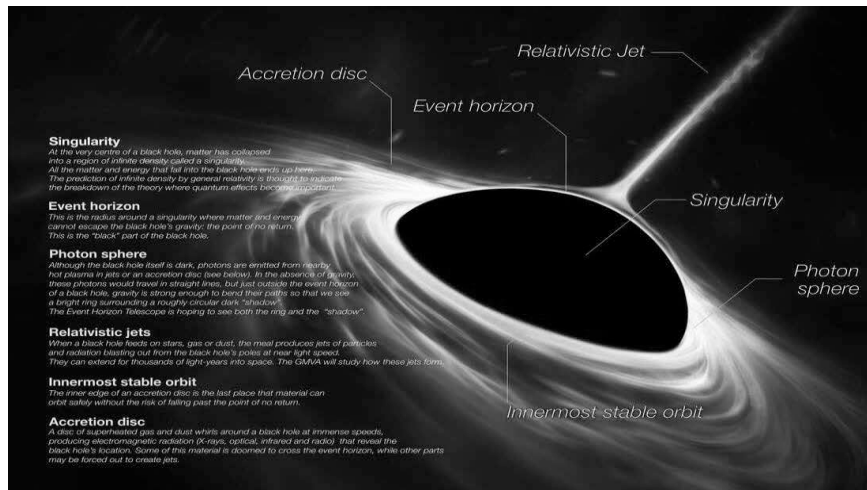 Relativistic Jet
Accretion disc
Event horizon
Singularity
Photon
sphere
Innermost stable orbit
Singularity
At the very centre of a black hole, matter has collapsed
into a region of infinite density called a singularity.
All the matter and energy that fall into the black hole ends up here.
The prediction of infinite density by general relativity is thought to indicate
the breakdown of the theory where quantum effects become important.
Event horizon
This is the radius around a singularity where matter and energy
cannot escape the black hole's gravity: the point of no return.
This is the "black" part of the black hole.
Photon sphere
Although the black hole itself is dark, photons are emitted from nearby
hot plasma in jets or an accretion disc (see below). In the absence of gravity,
these photons would travel in straight lines, but just outside the event horizon
of a black hole, gravity is strong enough to bend their paths so that we see
a bright ring surrounding a roughly circular dark "shadow".
The Event Horizon Telescope is hoping to see both the ring and the "shadow"
Relativistic jets
When a black hole feeds on stars, gas or dust, the meal produces jets of particles
and radiation blasting out from the black hole's poles at near light speed.
They can extend for thousands of light-years into space. The GMVA will study how these jets form.
Innermost stable orbit
The inner edge of an accretion disc is the last place that material can
orbit safely without the risk of falling past the point of no return.
Accretion disc
A disc of superheated gas and dust whirls around a black hole at immense speeds,
producing electromagnetic radiation (X-rays, optical, infrared and radio) that reveal the
black hole's location. Some of this material is doomed to cross the event horizon, while other parts
may be forced out to create jets.